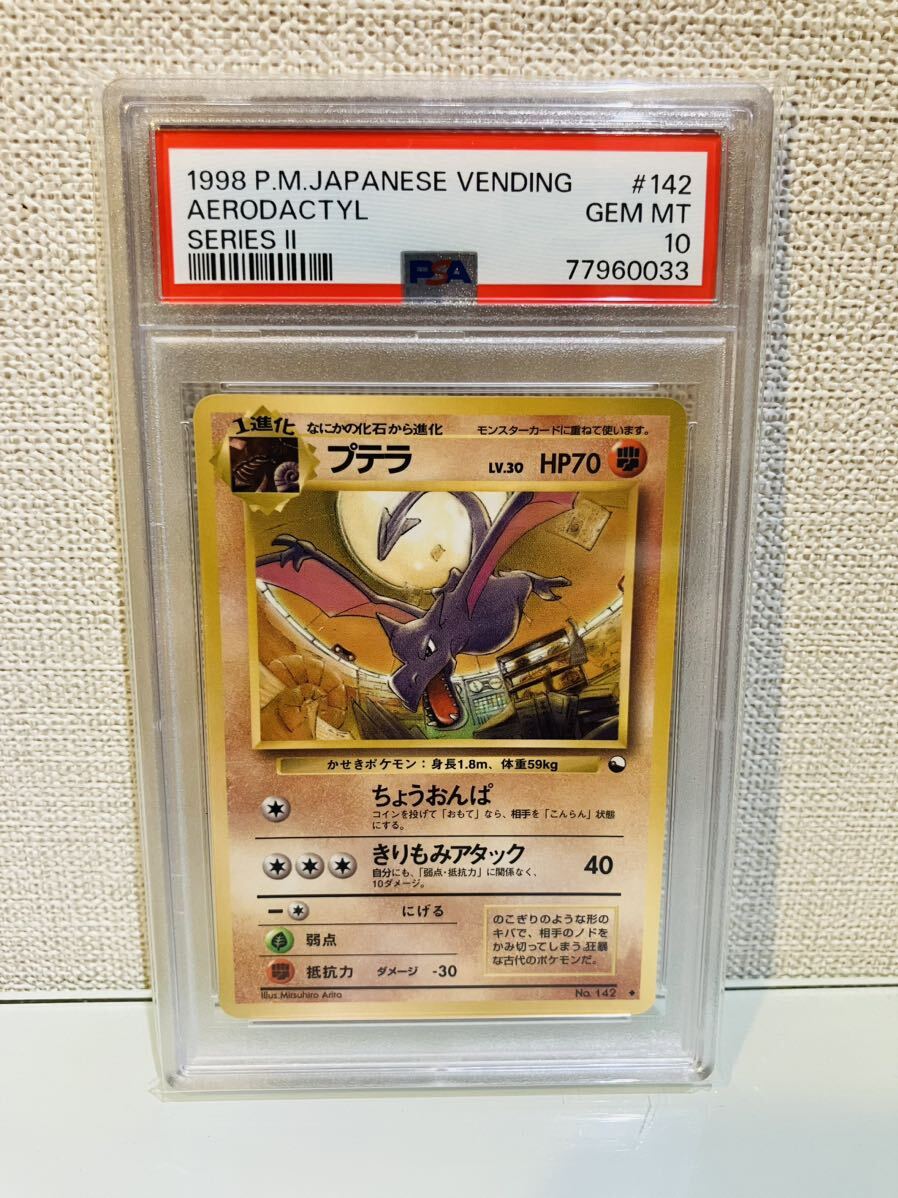 1998 P.M.JAPANESE VENDING #142
AERODACTYL GEM MT
SERIES II 10
PSA 77960033
1進化 なにかの化石から進化 モンスターカードに重ねて使います。
プテラ LV.30 HP70
かせきポケモン：身長1.8m、体重59kg
ちょうおんぱ
コインを投げて「おもて」なら、相手を「こんらん」状態
にする。
きりもみアタック 40
自分にも、「弱点・抵抗力」に関係なく、
10ダメージ。
− にげる
弱点
抵抗力 ダメージ -30
のこぎりのような形の
キバで、相手のノドを
かみ切ってしまう狂暴
な古代のポケモンだ。
Illus.Mitsuhiro Arita No. 142